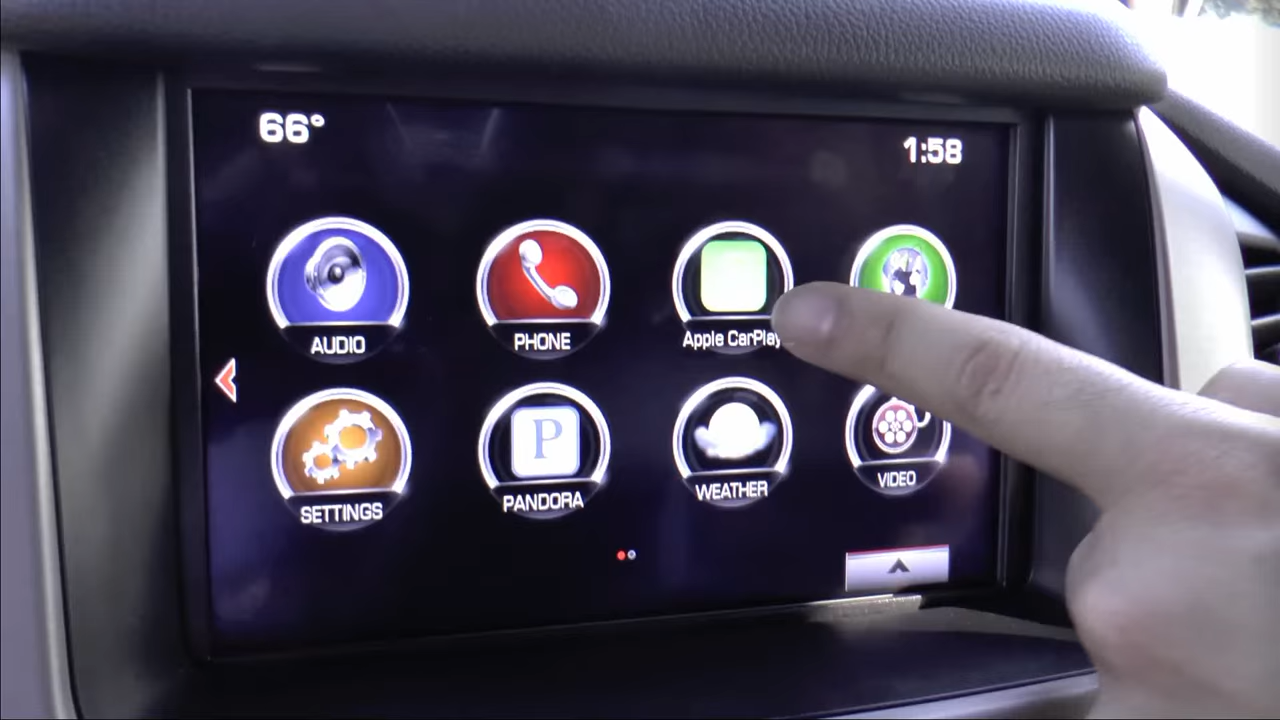 66°
1:58
AUDIO
PHONE
Apple CarPlay
SETTINGS
P
PANDORA
WEATHER
VIDEO